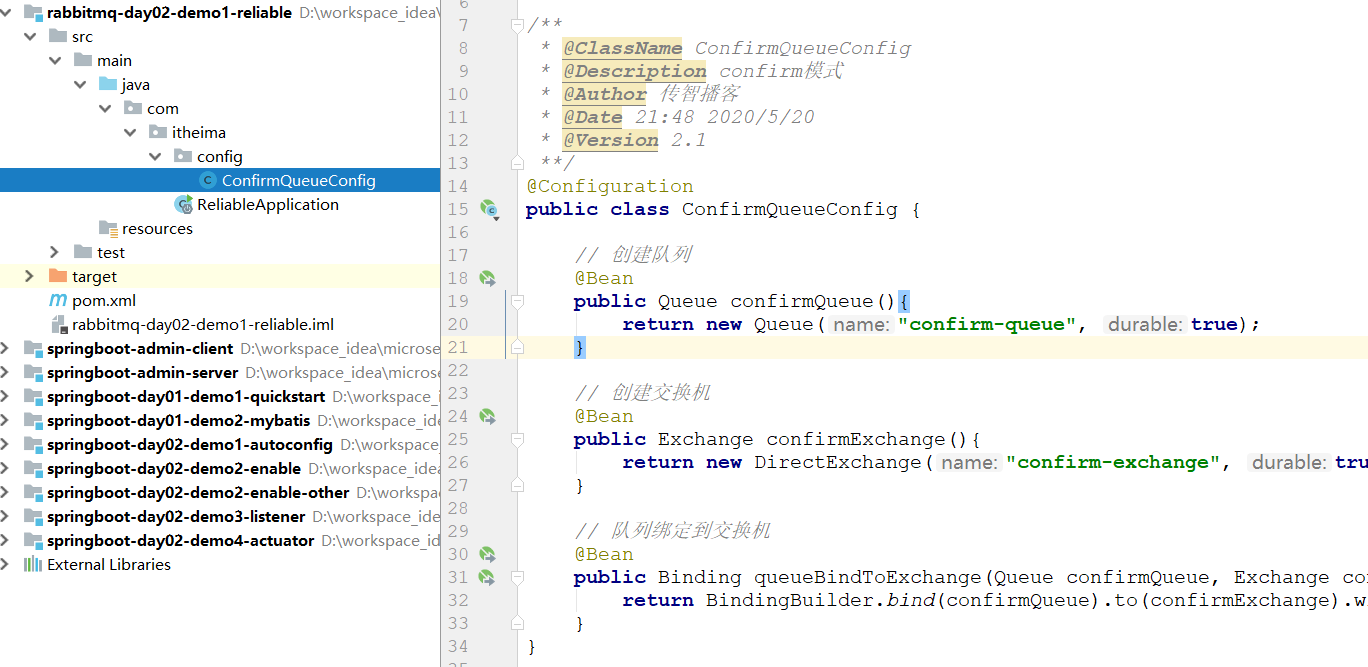 rabbitmq-day02-demo1-reliable D:\workspace_idea\
src
main
java
com
itheima
config
ConfirmQueueConfig
ReliableApplication
resources
test
target
pom.xml
rabbitmq-day02-demo1-reliable.iml
springboot-admin-client D:\workspace_idea\microse
springboot-admin-server D:\workspace_idea\microse
springboot-day01-demo1-quickstart D:\workspace_
springboot-day01-demo2-mybatis D:\workspace_ide
springboot-day02-demo1-autoconfig D:\workspace_
springboot-day02-demo2-enable D:\workspace_idea
springboot-day02-demo2-enable-other D:\workspa
springboot-day02-demo3-listener D:\workspace_ide
springboot-day02-demo4-actuator D:\workspace_id
External Libraries
6
7 /**
8 * @ClassName ConfirmQueueConfig
9 * @Description confirm模式
10 * @Author 传智播客
11 * @Date 21:48 2020/5/20
12 * @Version 2.1
13 **/
14 @Configuration
15 public class ConfirmQueueConfig {
16
17 // 创建队列
18 @Bean
19 public Queue confirmQueue(){
20 return new Queue( name: "confirm-queue", durable: true);
21 }
22
23 // 创建交换机
24 @Bean
25 public Exchange confirmExchange(){
26 return new DirectExchange( name: "confirm-exchange", durable: tru
27 }
28
29 // 队列绑定到交换机
30 @Bean
31 public Binding queueBindToExchange(Queue confirmQueue, Exchange co
32 return BindingBuilder.bind(confirmQueue).to(confirmExchange).w
33 }
34 }